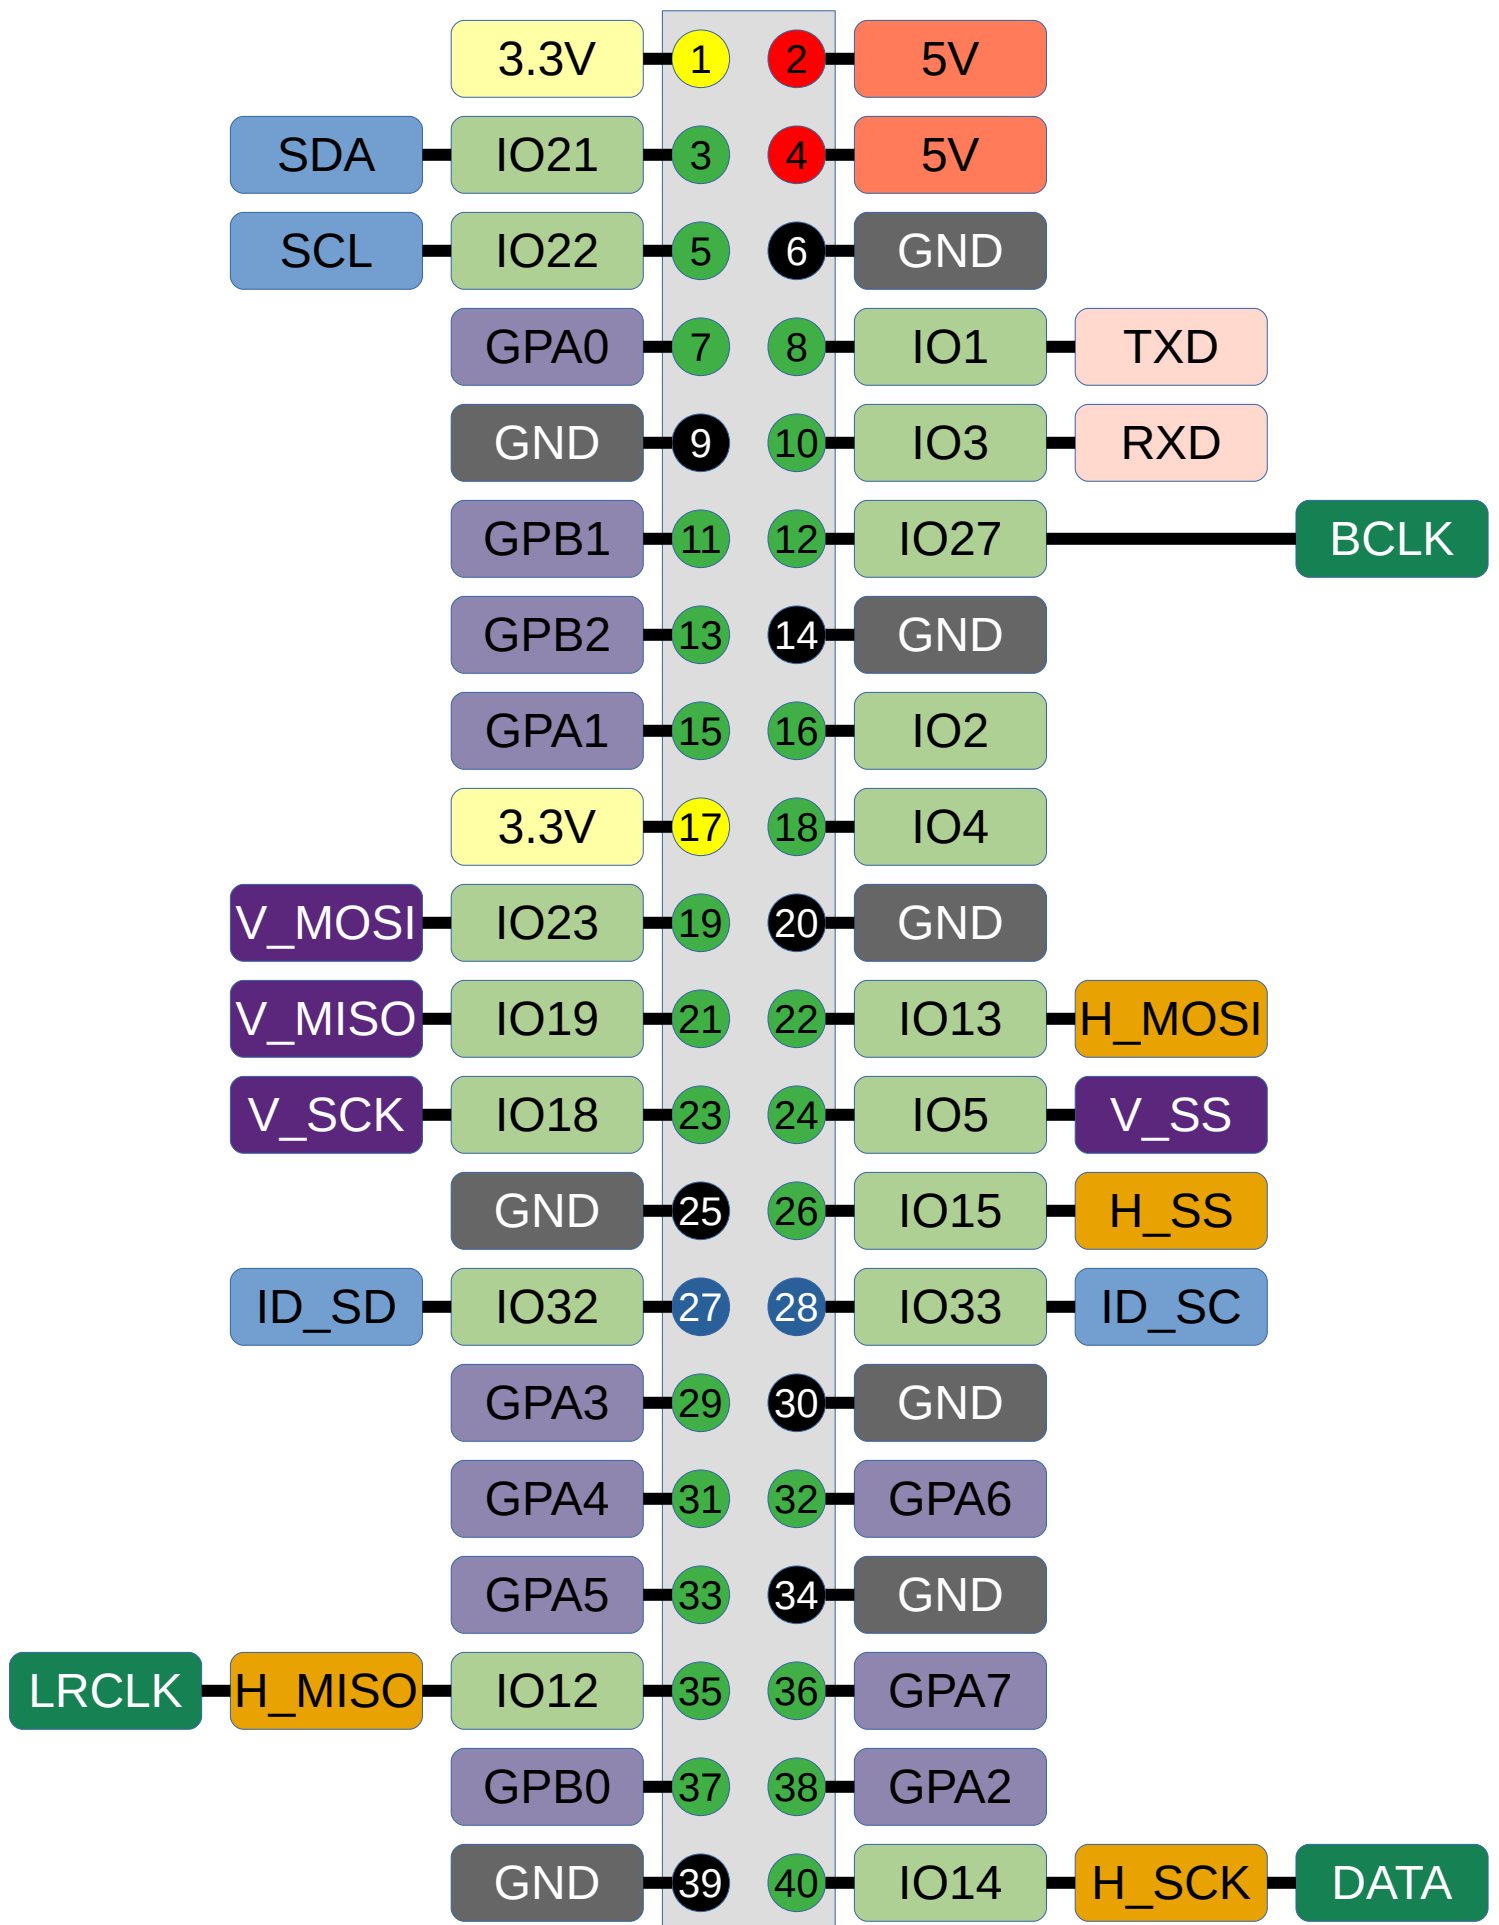 3.3V 1 2 5V
SDA IO21 3 4 5V
SCL IO22 5 6 GND
GPA0 7 8 IO1 TXD
GND 9 10 IO3 RXD
GPB1 11 12 IO27 BCLK
GPB2 13 14 GND
GPA1 15 16 IO2
3.3V 17 18 IO4
V_MOSI IO23 19 20 GND
V_MISO IO19 21 22 IO13 H_MOSI
V_SCK IO18 23 24 IO5 V_SS
GND 25 26 IO15 H_SS
ID_SD IO32 27 28 IO33 ID_SC
GPA3 29 30 GND
GPA4 31 32 GPA6
GPA5 33 34 GND
LRCLK H_MISO IO12 35 36 GPA7
GPB0 37 38 GPA2
GND 39 40 IO14 H_SCK DATA